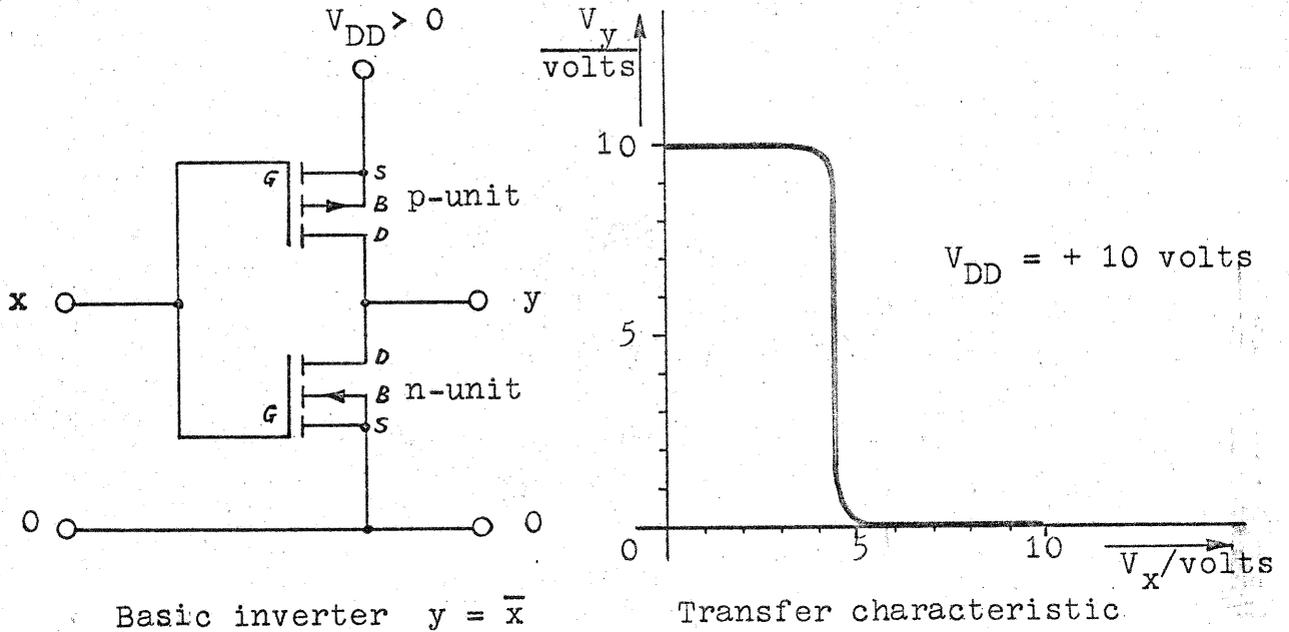 V_DD > 0
G
S
B
p-unit
D
x
y
D
B
n-unit
G
S
0
0
Basic inverter y = x̅
V_y
volts
10
5
0
5
10
V_DD = + 10 volts
V_x/volts
Transfer characteristic